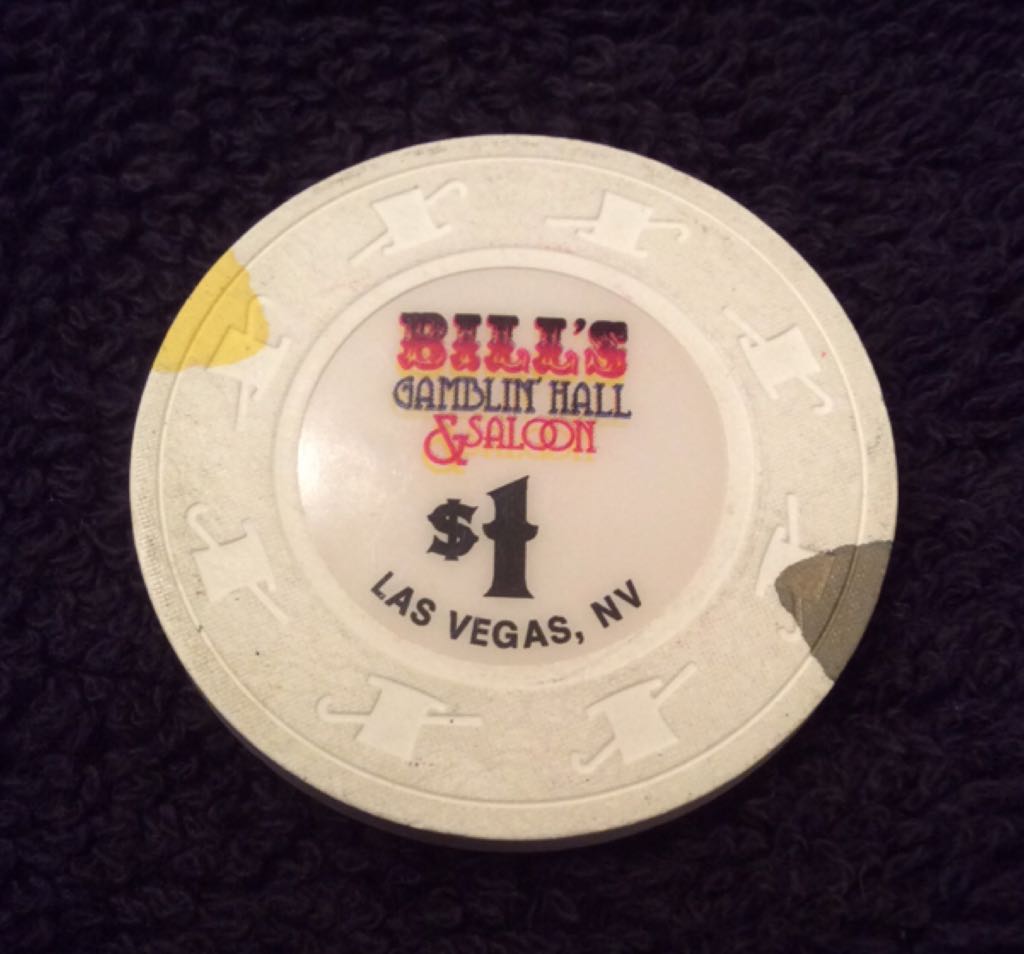 BILL'S
GAMBLIN' HALL
& SALOON
$1
LAS VEGAS, NV